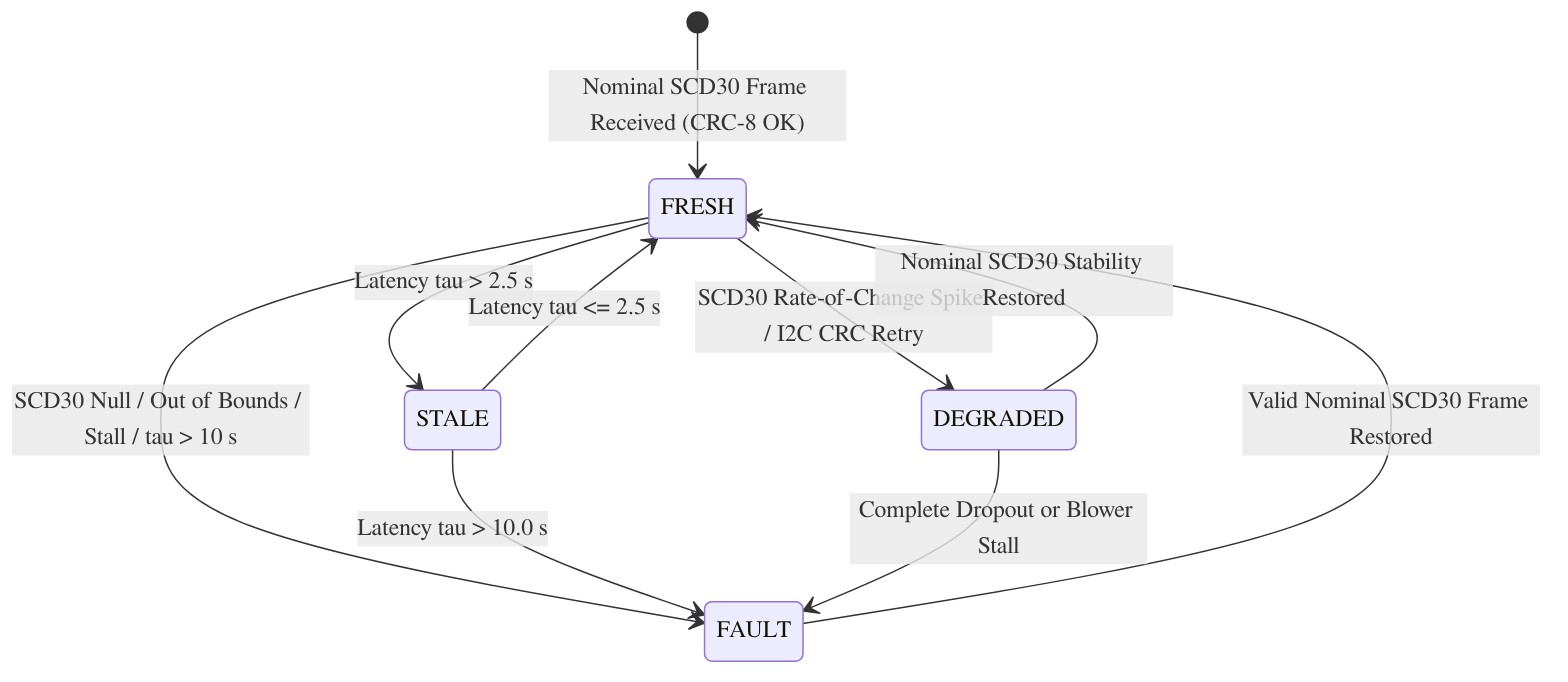 Nominal SCD30 Frame
Received (CRC-8 OK)
FRESH
Latency tau > 2.5 s
Latency tau <= 2.5 s
SCD30 Rate-of-Change Spike
/ I2C CRC Retry
Nominal SCD30 Stability
Restored
SCD30 Null / Out of Bounds /
Stall / tau > 10 s
STALE
DEGRADED
Valid Nominal SCD30 Frame
Restored
Latency tau > 10.0 s
Complete Dropout or Blower
Stall
FAULT